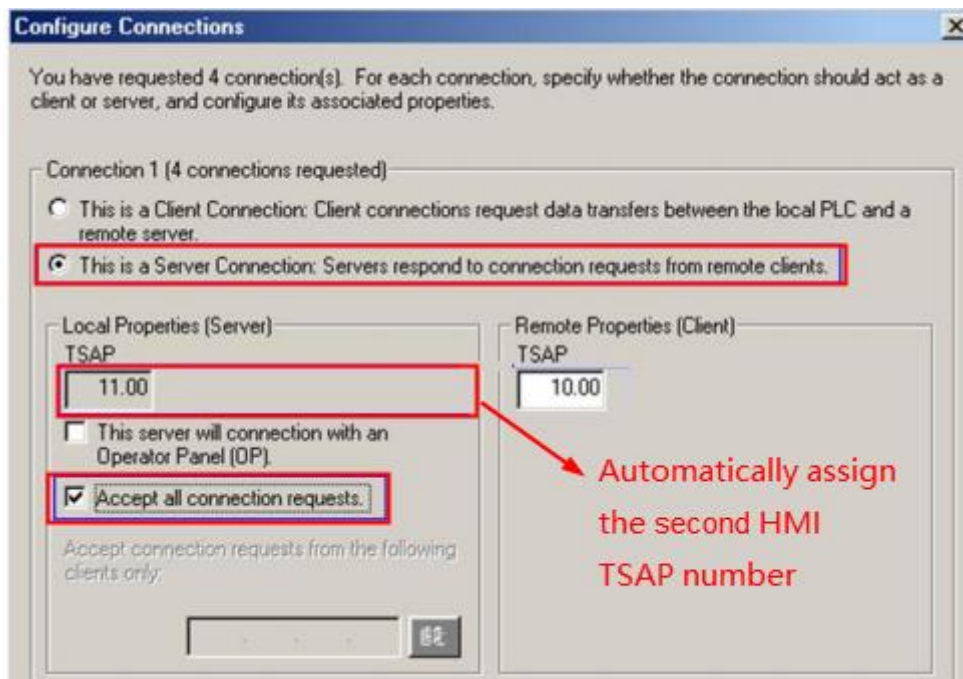 Configure Connections
You have requested 4 connection(s). For each connection, specify whether the connection should act as a
client or server, and configure its associated properties.
Connection 1 (4 connections requested)
This is a Client Connection: Client connections request data transfers between the local PLC and a
remote server.
This is a Server Connection: Servers respond to connection requests from remote clients.
Local Properties (Server)
TSAP
11.00
This server will connection with an
Operator Panel (OP).
Accept all connection requests.
Accept connection requests from the following
clients only:
Remote Properties (Client)
TSAP
10.00
Automatically assign
the second HMI
TSAP number